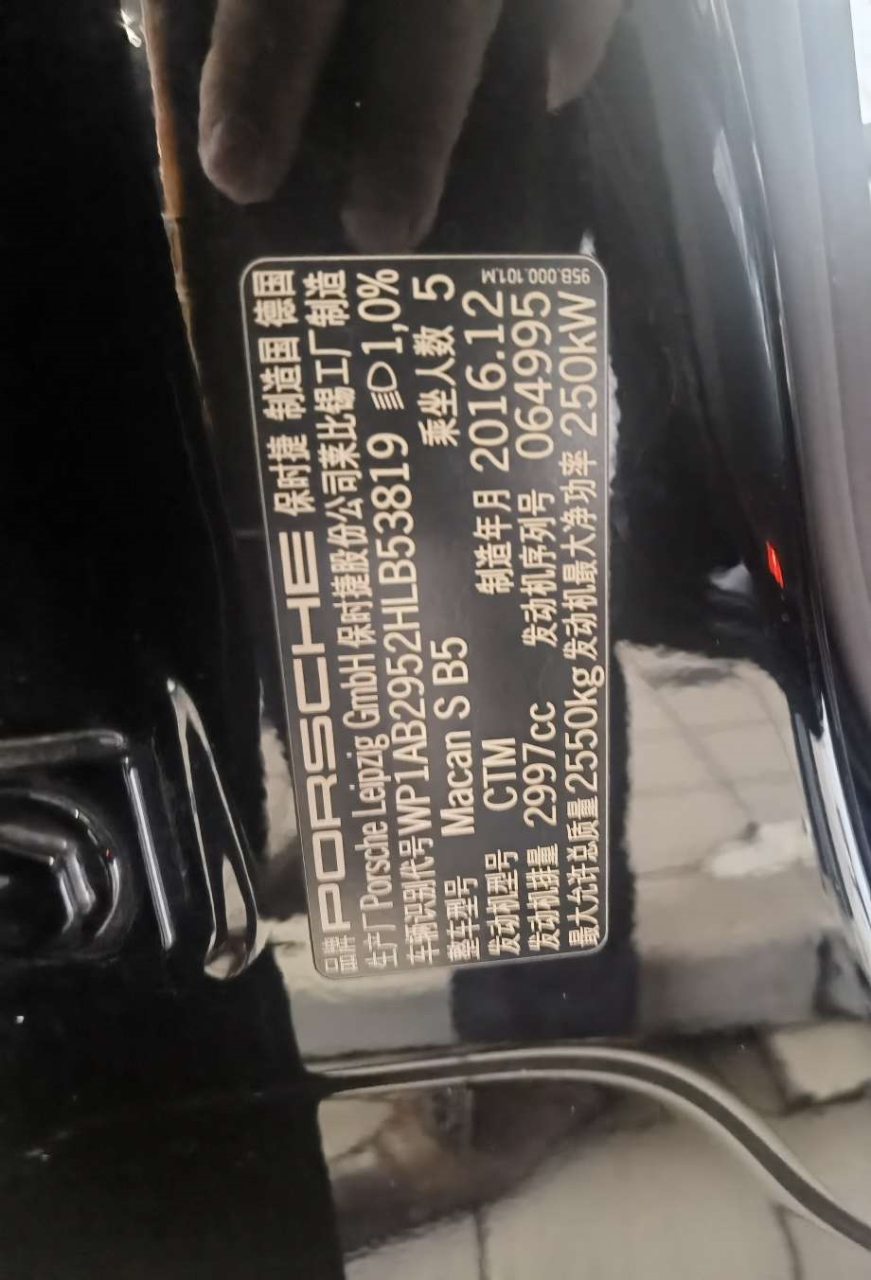 品牌 PORSCHE 保时捷 制造国 德国
生产厂 Porsche Leipzig GmbH 保时捷股份公司莱比锡工厂制造
车辆识别代号 WP1AB2952HLB53819 1,0%
整车型号 Macan S B5 乘坐人数 5
发动机型号 CTM 制造年月 2016.12
发动机排量 2997cc 发动机序列号 064995
最大允许总质量 2550kg 发动机最大净功率 250kW
95B.000.101.M